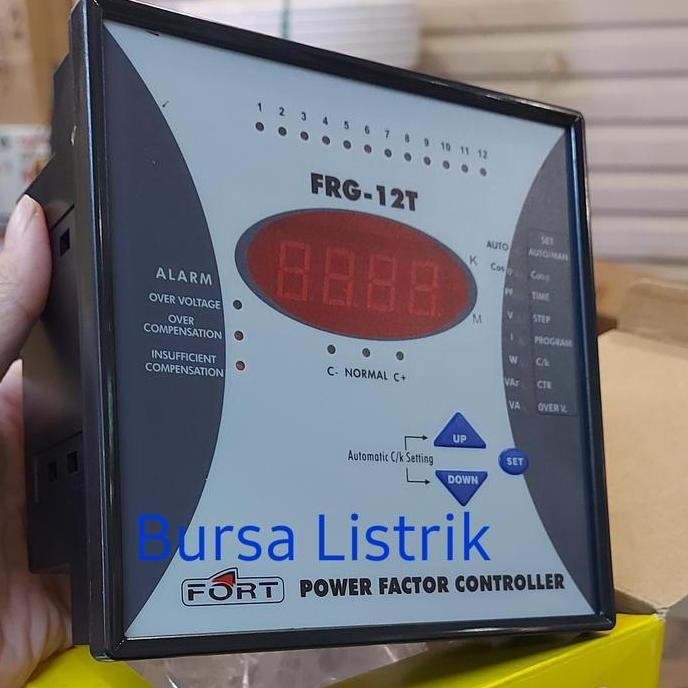 1 2 3 4 5 6 7 8 9 10 11 12
FRG-12T
K
M
ALARM
OVER VOLTAGE
OVER
COMPENSATION
INSUFFICIENT
COMPENSATION
C- NORMAL C+
AUTO
Cosφ
PF
V
I
W
VAr
VA
SET
AUTO/MAN
Cosφ
TIME
STEP
PROGRAM
C/k
CTR
OVER V.
UP
Automatic C/k Setting
SET
DOWN
Bursa Listrik
FORT POWER FACTOR CONTROLLER